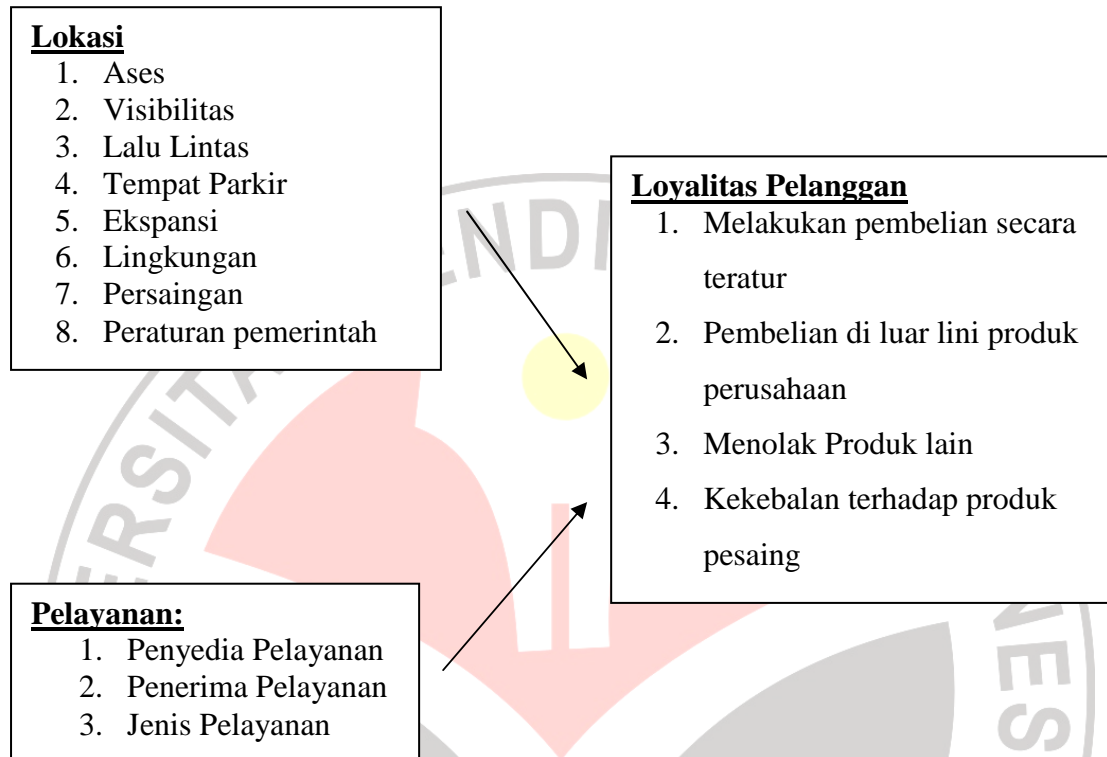 Lokasi
1. Ases
2. Visibilitas
3. Lalu Lintas
4. Tempat Parkir
5. Ekspansi
6. Lingkungan
7. Persaingan
8. Peraturan pemerintah
Loyalitas Pelanggan
1. Melakukan pembelian secara
teratur
2. Pembelian di luar lini produk
perusahaan
3. Menolak Produk lain
4. Kekebalan terhadap produk
pesaing
Pelayanan:
1. Penyedia Pelayanan
2. Penerima Pelayanan
3. Jenis Pelayanan